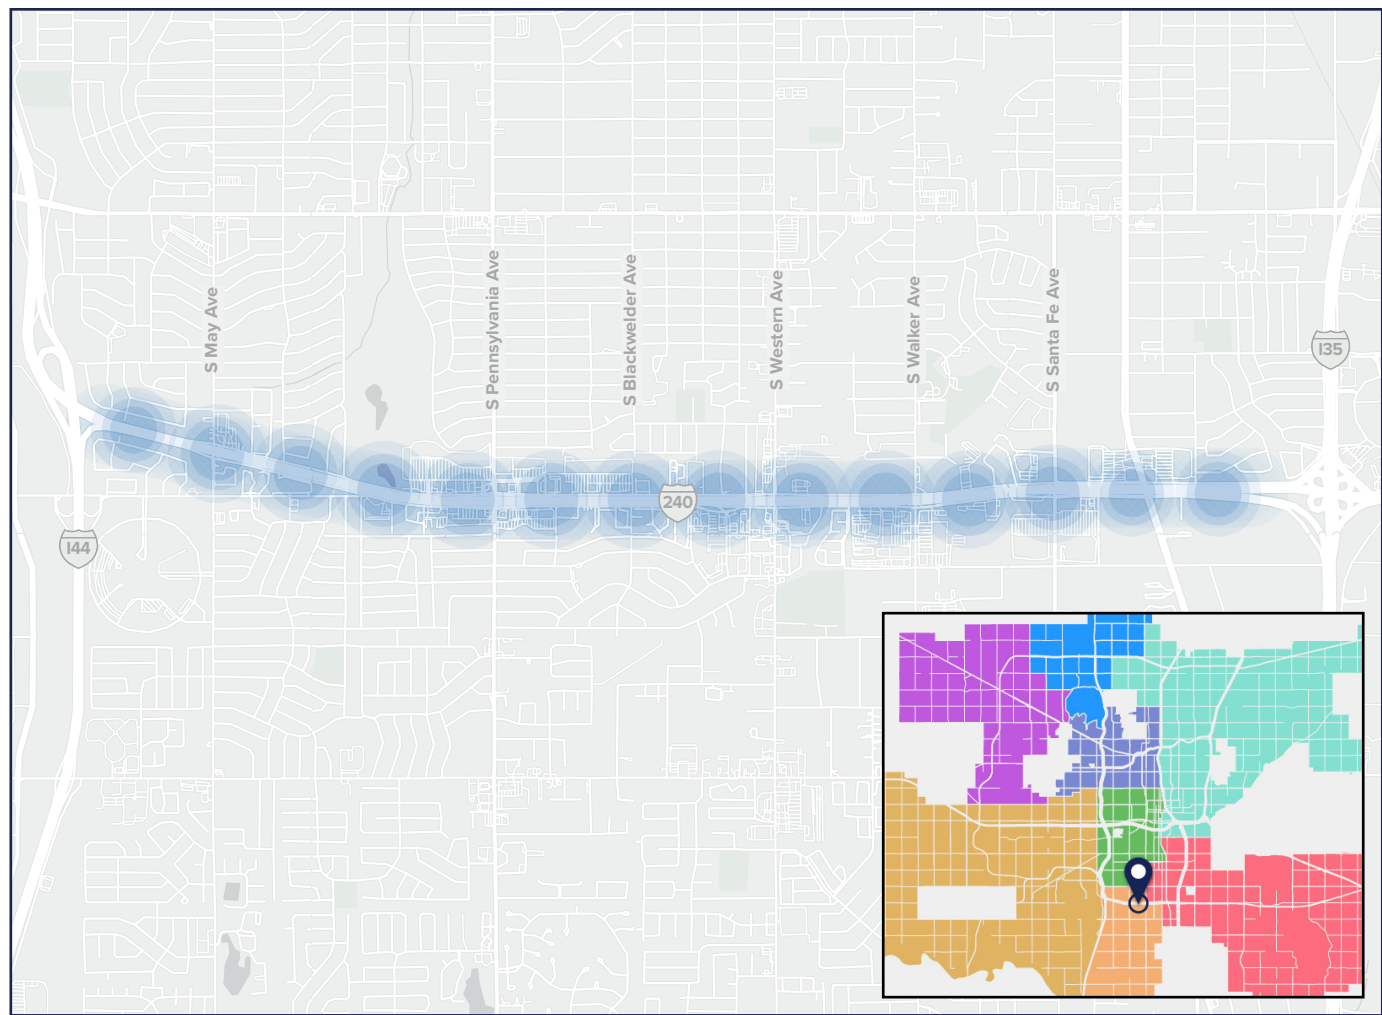 S May Ave
S Pennsylvania Ave
S Blackwelder Ave
S Western Ave
S Walker Ave
S Santa Fe Ave
I35
240
I44